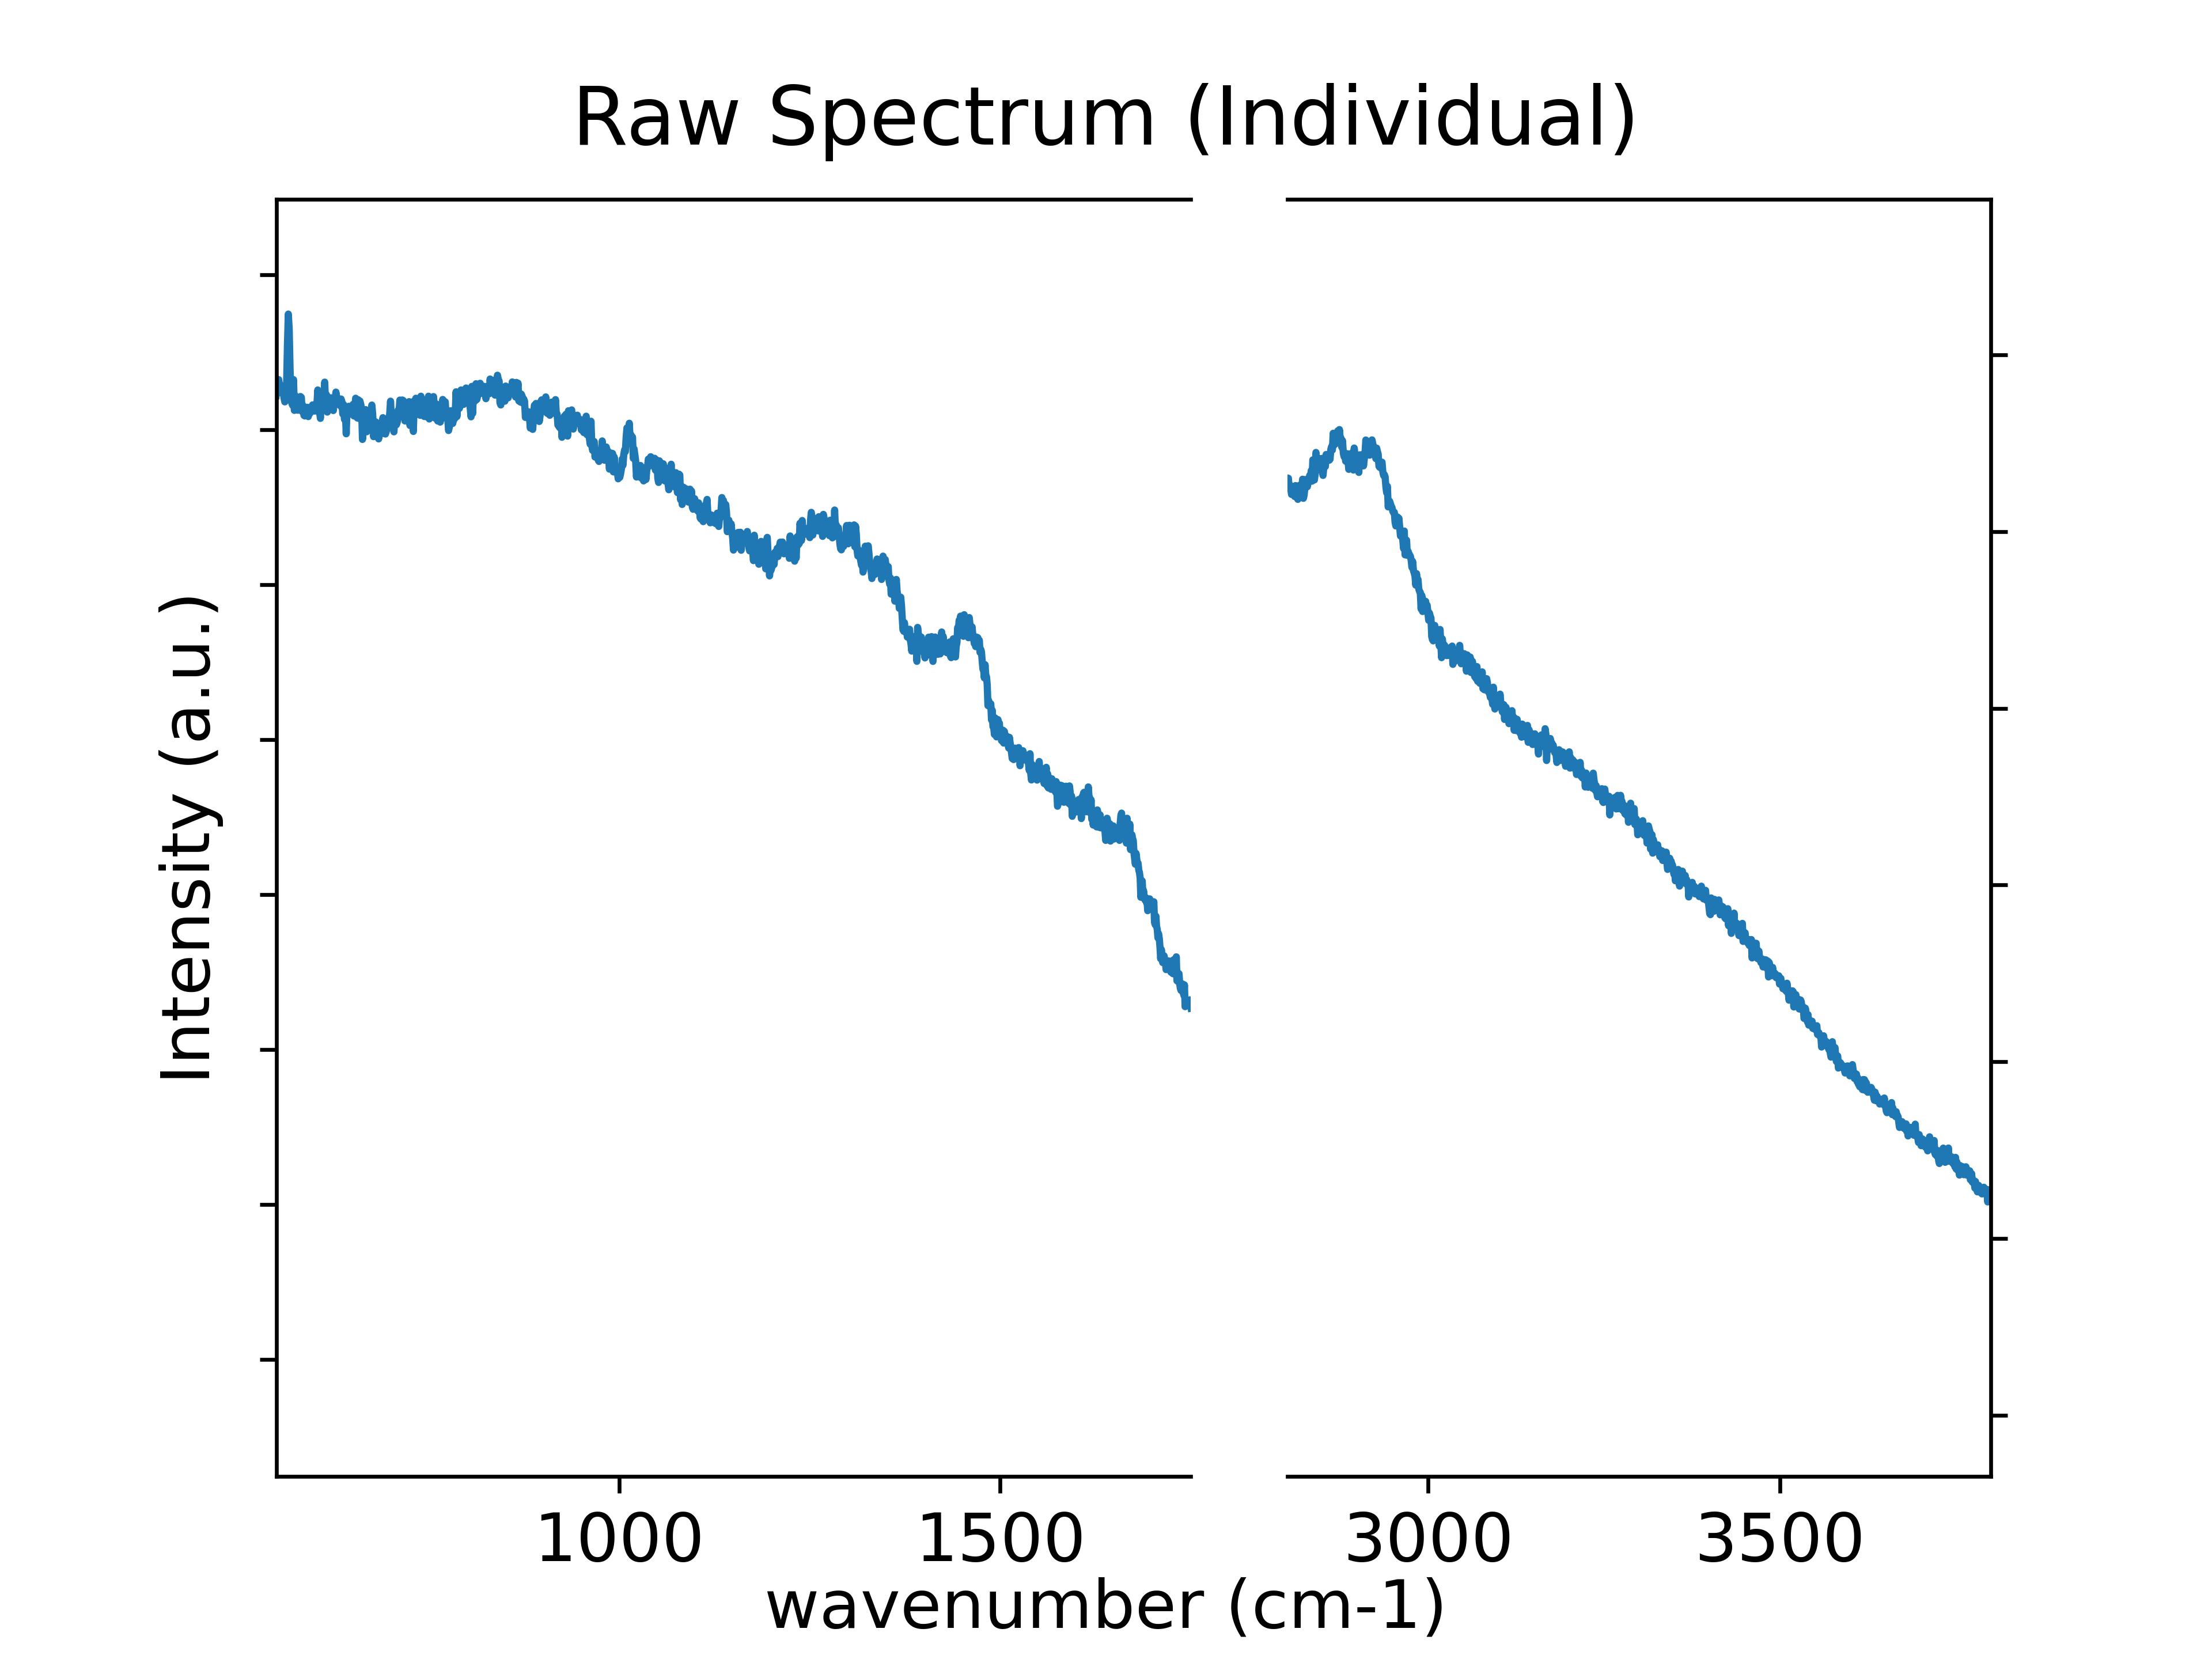 Raw Spectrum (Individual)
Intensity (a.u.)
1000 1500 3000 3500
wavenumber (cm-1)